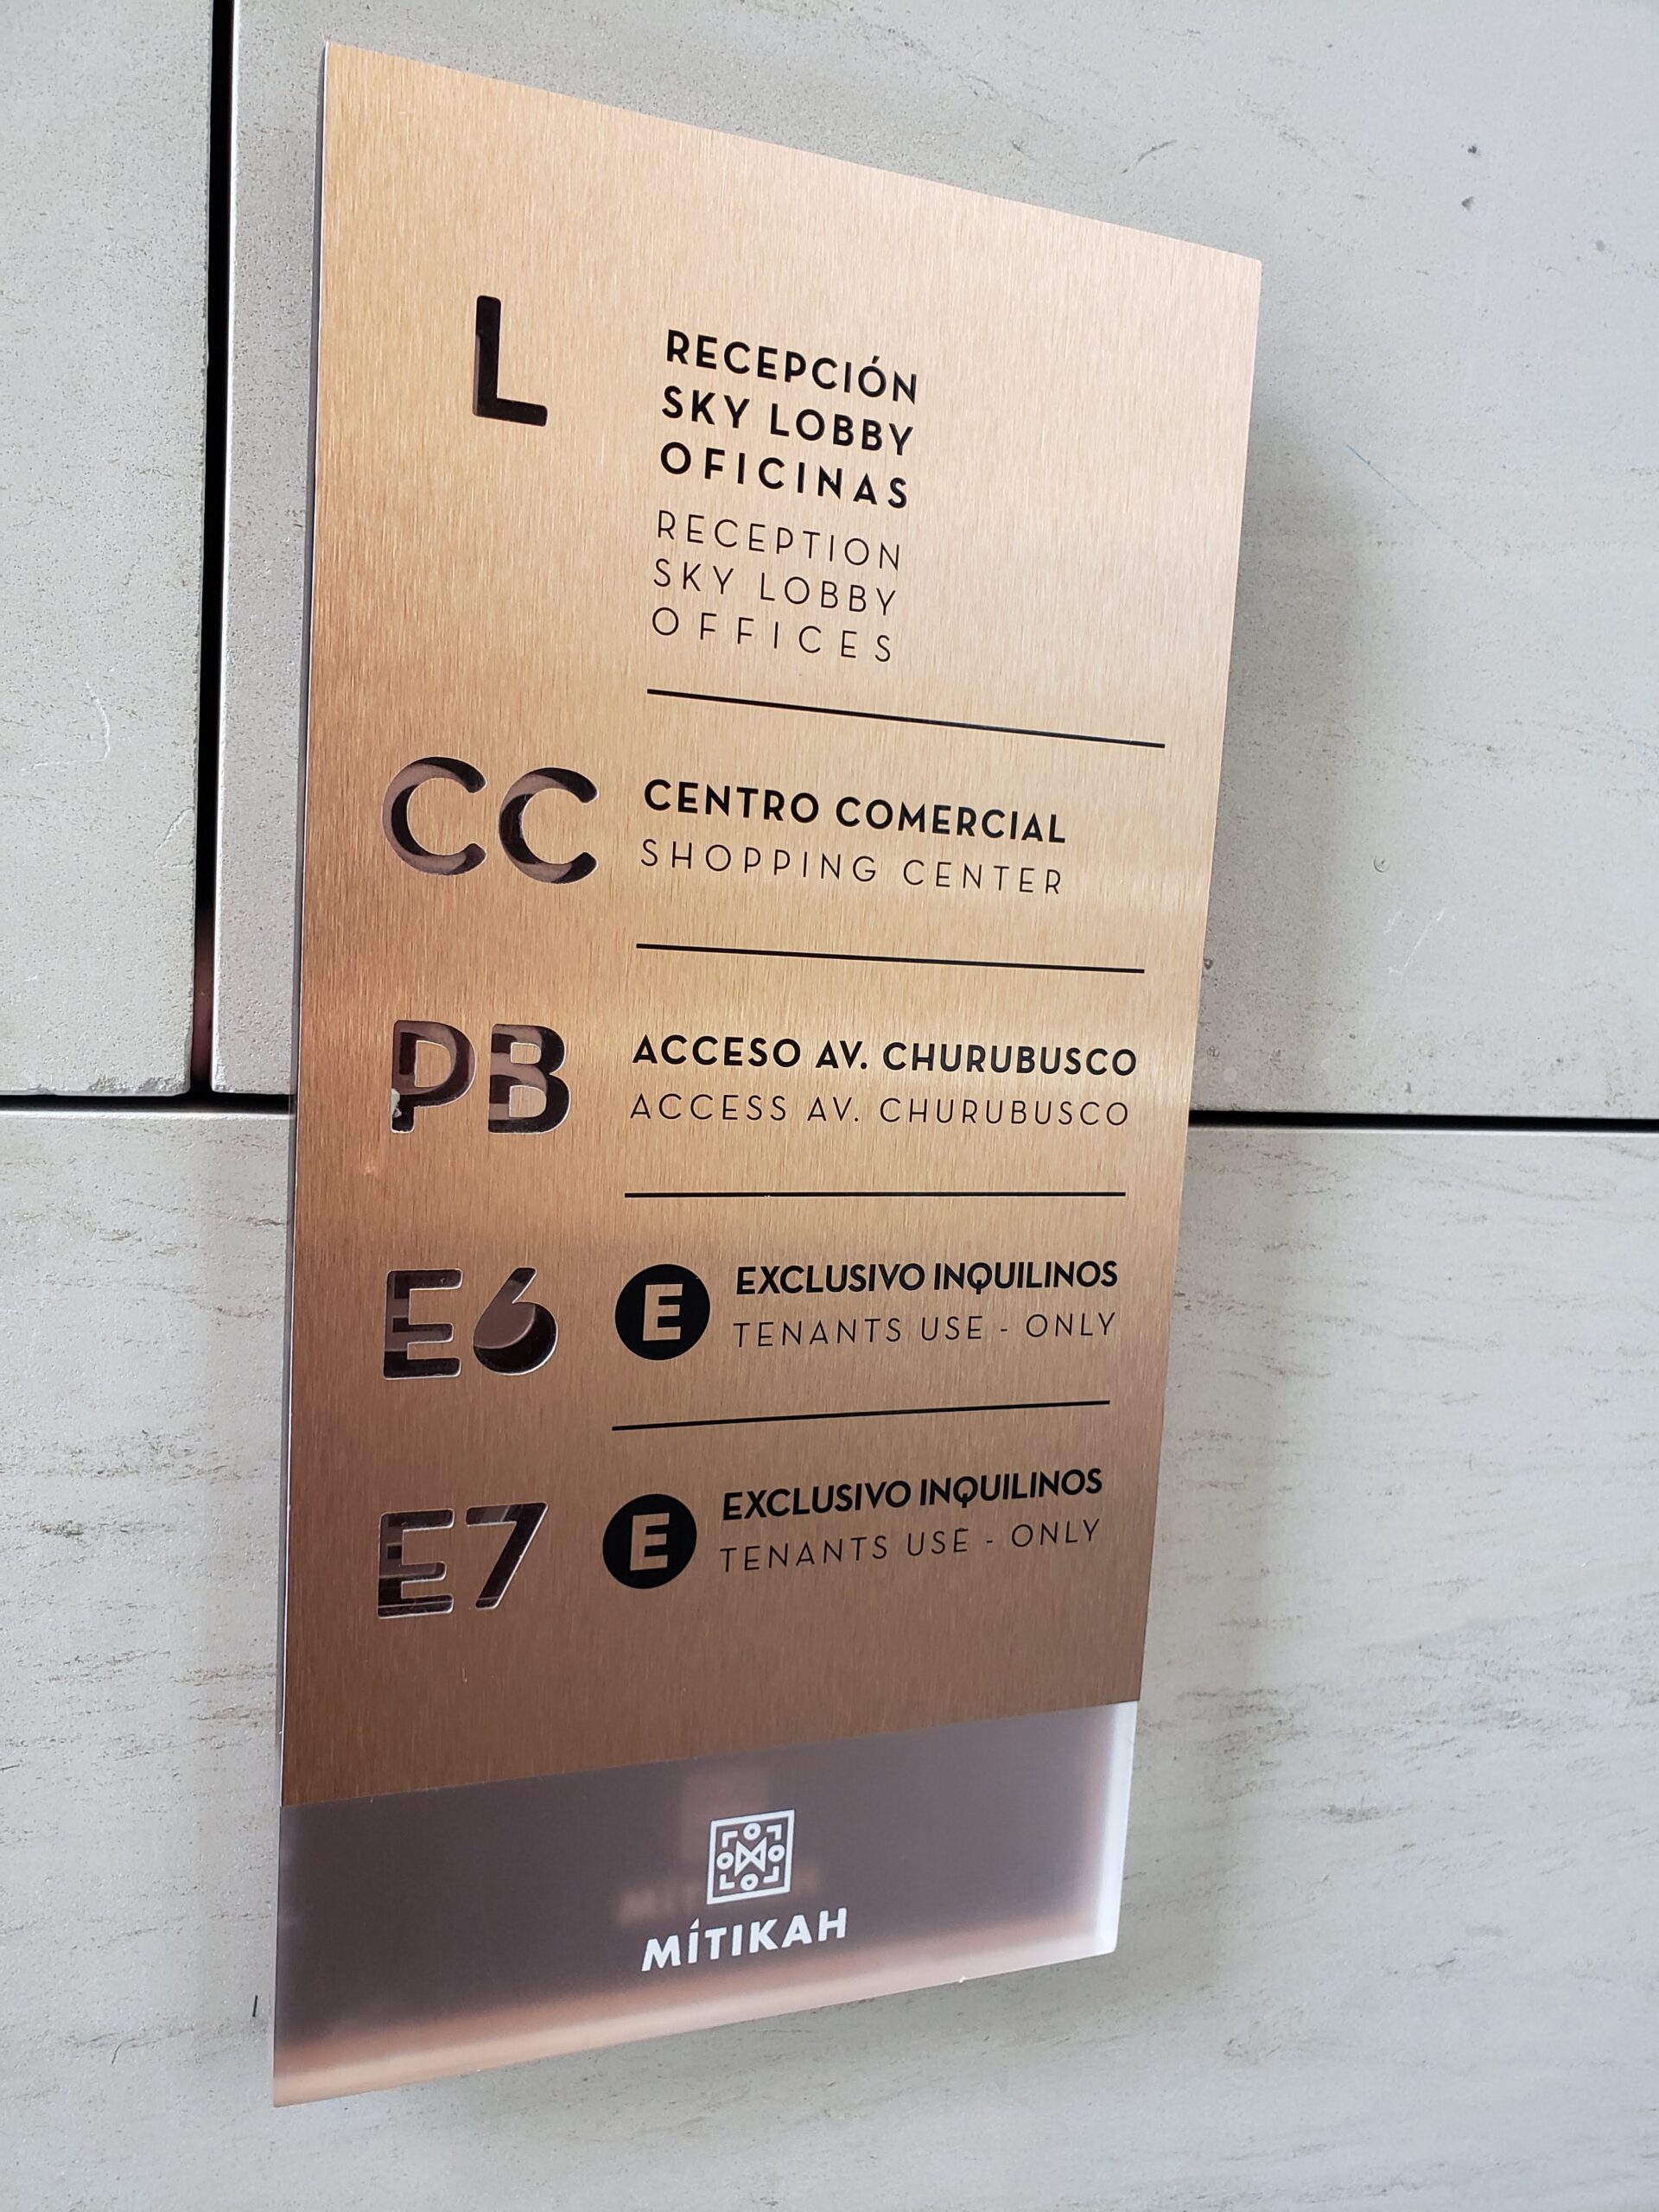 L
RECEPCIÓN
SKY LOBBY
OFICINAS
RECEPTION
SKY LOBBY
OFFICES
CC
CENTRO COMERCIAL
SHOPPING CENTER
PB
ACCESO AV. CHURUBUSCO
ACCESS AV. CHURUBUSCO
E6
E
EXCLUSIVO INQUILINOS
TENANTS USE - ONLY
E7
E
EXCLUSIVO INQUILINOS
TENANTS USE - ONLY
MÍTIKAH